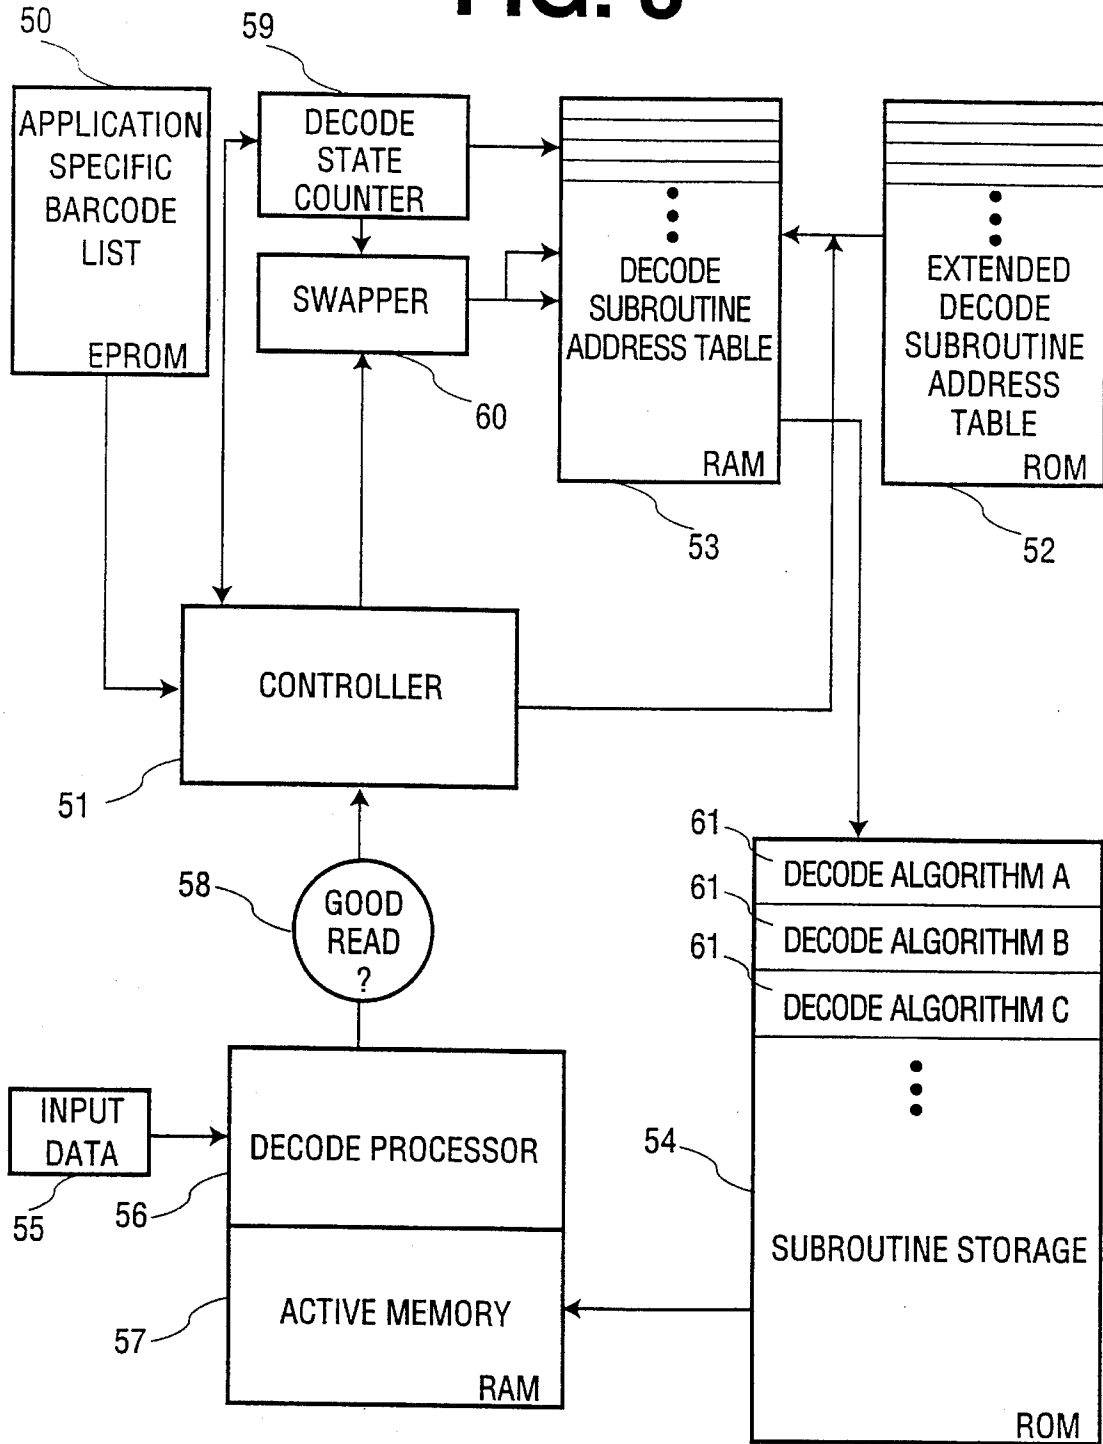 50
59
APPLICATION
SPECIFIC
BARCODE
LIST
EPROM
DECODE
STATE
COUNTER
SWAPPER
60
DECODE
SUBROUTINE
ADDRESS TABLE
RAM
53
EXTENDED
DECODE
SUBROUTINE
ADDRESS
TABLE
ROM
52
CONTROLLER
51
58
GOOD
READ
?
61
DECODE ALGORITHM A
61
DECODE ALGORITHM B
61
DECODE ALGORITHM C
INPUT
DATA
55
DECODE PROCESSOR
56
54
SUBROUTINE STORAGE
ACTIVE MEMORY
57
RAM
ROM